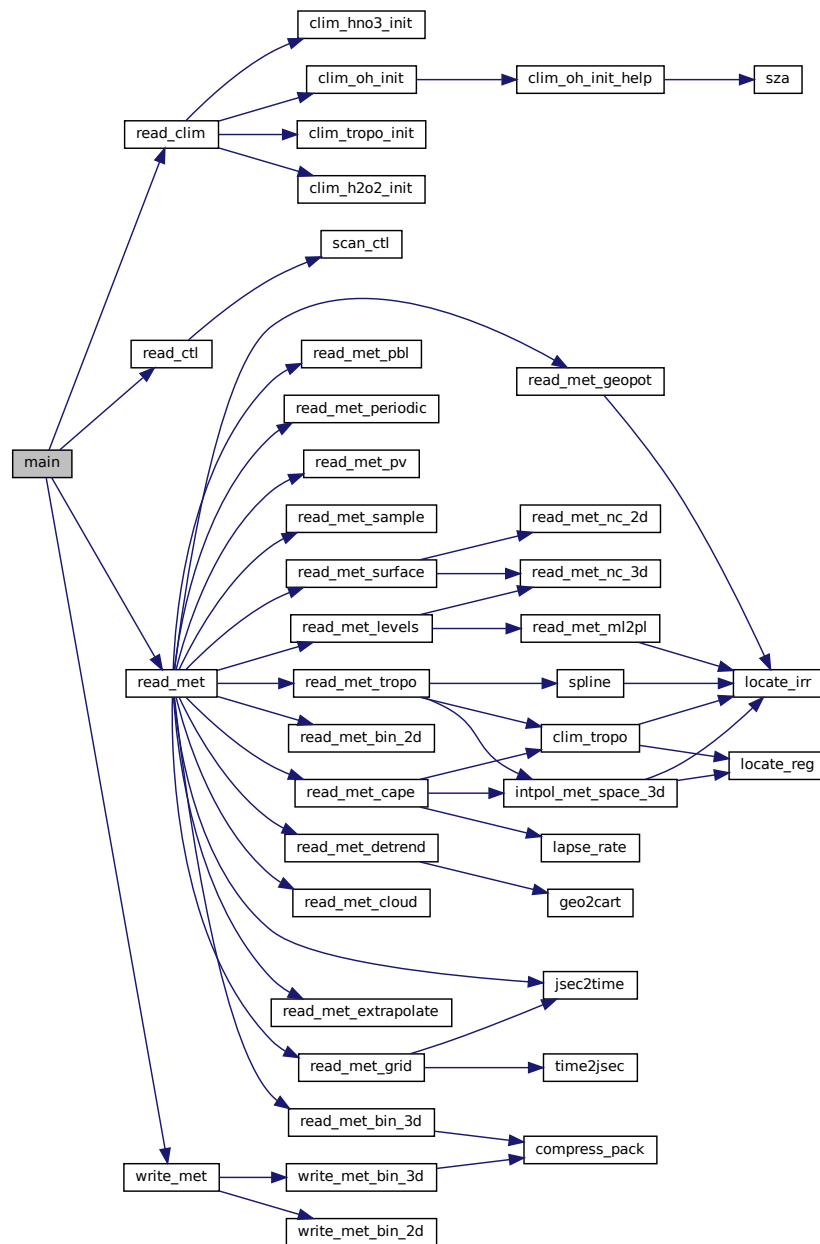 clim_hno3_init
clim_oh_init
clim_oh_init_help
sza
read_clim
clim_tropo_init
clim_h2o2_init
scan_ctl
read_ctl
read_met_pbl
read_met_geopot
read_met_periodic
main
read_met_pv
read_met_sample
read_met_nc_2d
read_met_surface
read_met_nc_3d
read_met_levels
read_met_ml2pl
read_met
read_met_tropo
spline
locate_irr
read_met_bin_2d
clim_tropo
locate_reg
read_met_cape
intpol_met_space_3d
read_met_detrend
lapse_rate
read_met_cloud
geo2cart
jsec2time
read_met_extrapolate
read_met_grid
time2jsec
read_met_bin_3d
compress_pack
write_met
write_met_bin_3d
write_met_bin_2d